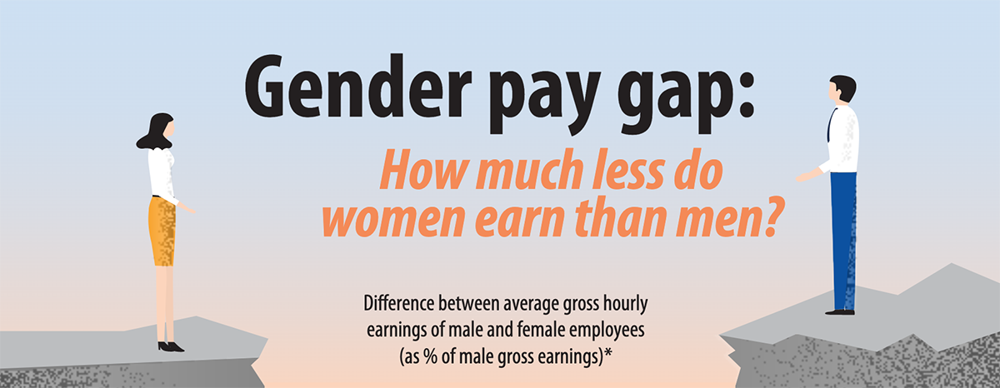 Gender pay gap:
How much less do
women earn than men?
Difference between average gross hourly
earnings of male and female employees
(as % of male gross earnings)*